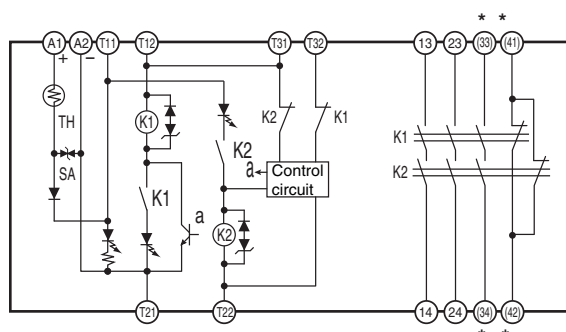 * *
A1 A2 T11 T12 T31 T32 13 23 (33) (41)
+ −
TH
K1
K2 K1
K1
SA
K2
a
Control
circuit
K2
K1
a
K2
T21 T22 14 24 (34) (42)
* *